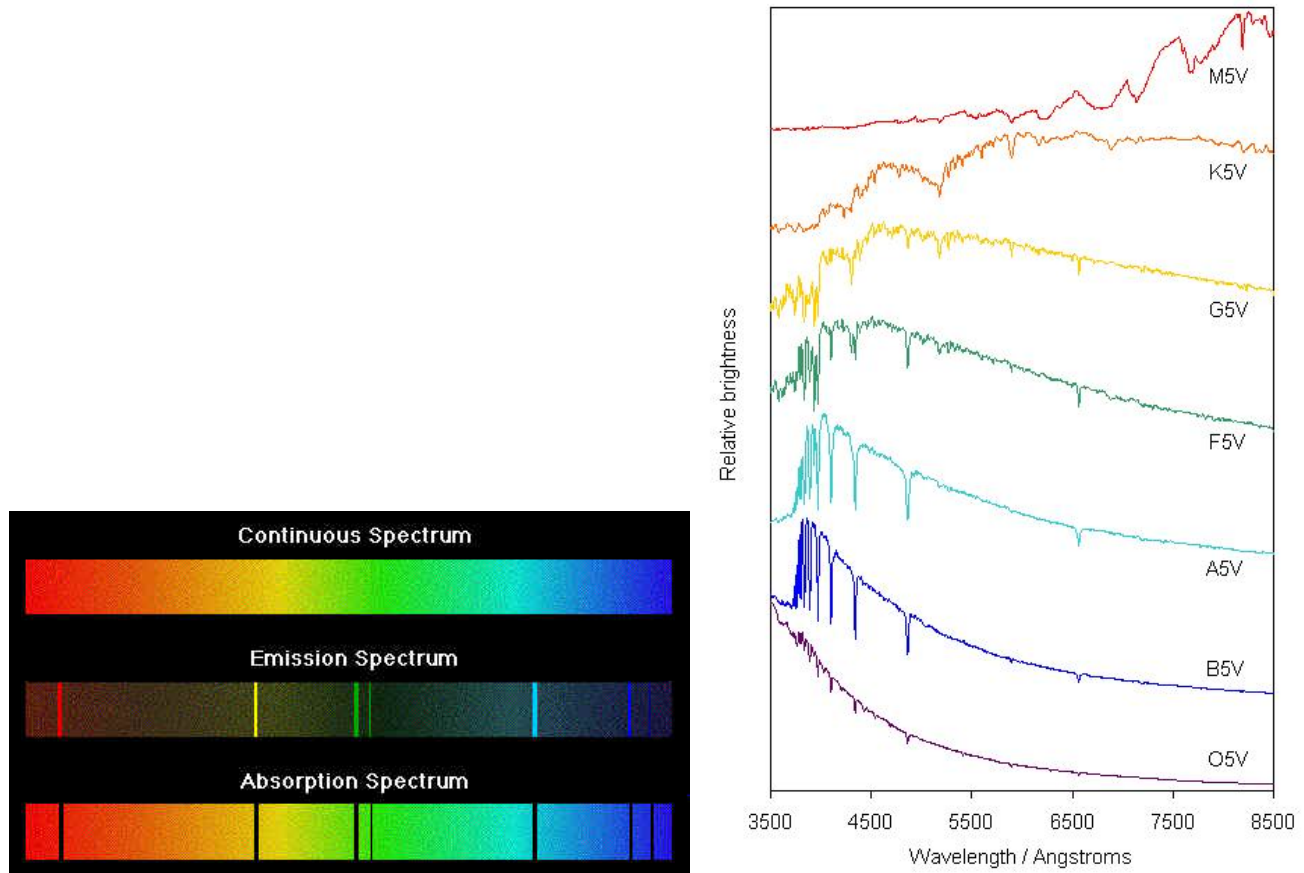 Continuous Spectrum
Emission Spectrum
Absorption Spectrum
M5V
K5V
G5V
F5V
A5V
B5V
O5V
Relative brightness
3500 4500 5500 6500 7500 8500
Wavelength / Angstroms